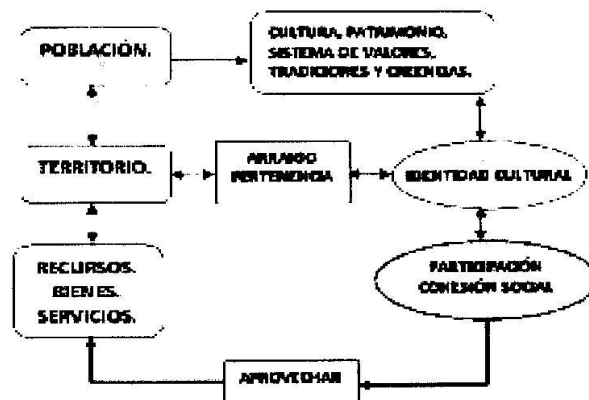 POBLACIÓN.
CULTURA, PATRIMONIO,
SISTEMA DE VALORES,
TRADICIONES Y CREENCIAS.
TERRITORIO.
ARRAIGO
PERTENENCIA
IDENTIDAD CULTURAL
RECURSOS.
BIENES.
SERVICIOS.
PARTICIPACIÓN
COHESIÓN SOCIAL
APROVECHAR